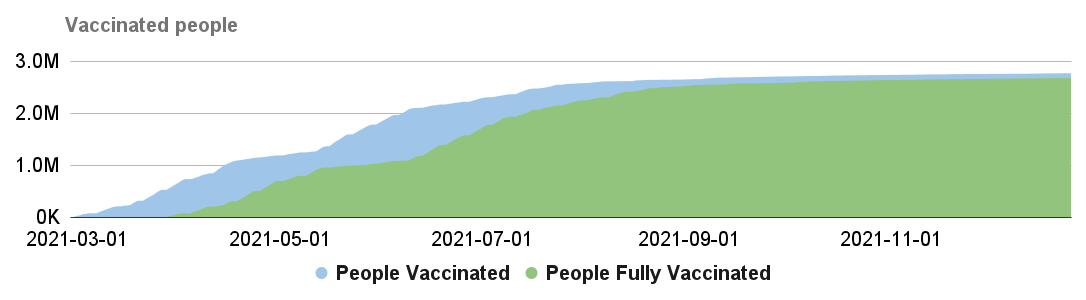 Vaccinated people
3.0M
2.0M
1.0M
0K
2021-03-01 2021-05-01 2021-07-01 2021-09-01 2021-11-01
People Vaccinated People Fully Vaccinated